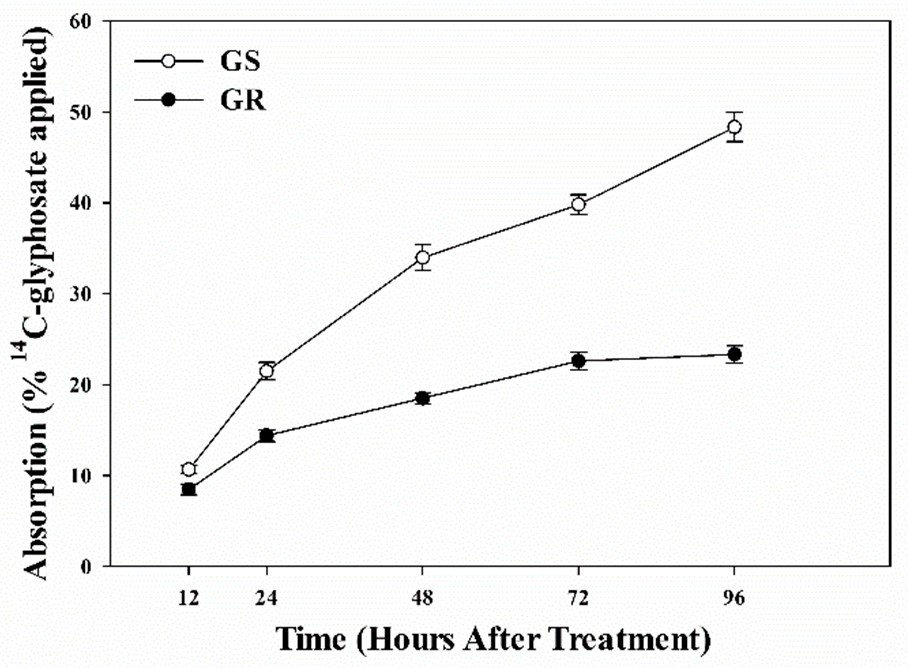 60
50
40
30
20
10
0
Absorption (% ¹⁴C-glyphosate applied)
GS
GR
12 24 48 72 96
Time (Hours After Treatment)